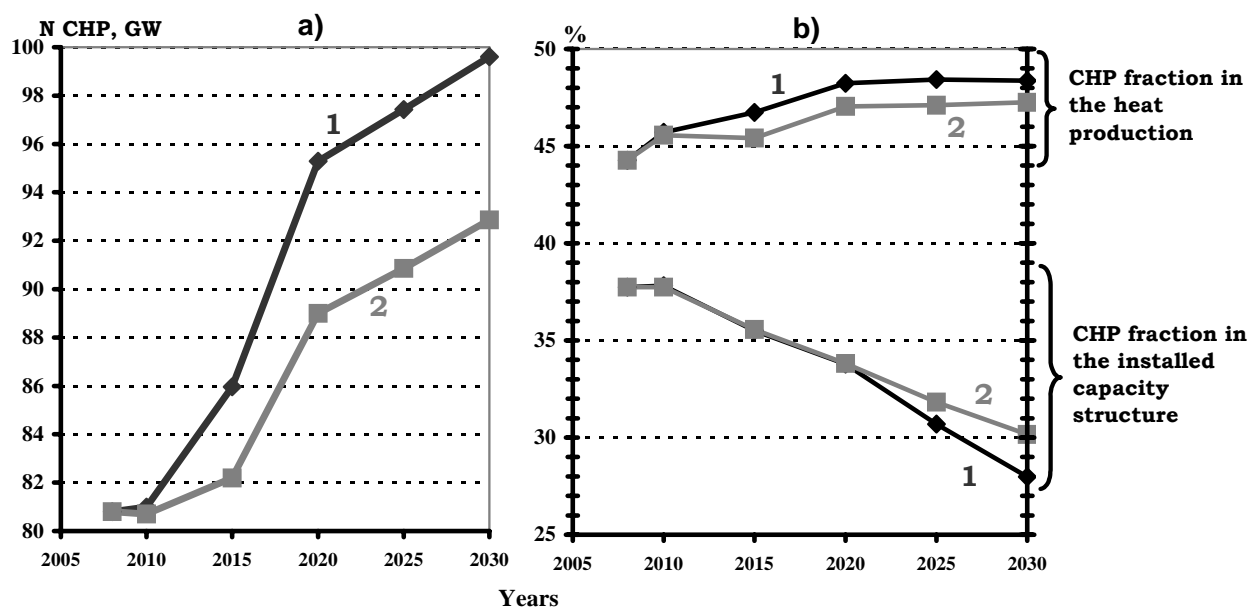 N CHP, GW
a)
100
98
96
94
92
90
88
86
84
82
80
1
2
2005 2010 2015 2020 2025 2030
%
b)
50
45
40
35
30
25
1
2
2
1
2005 2010 2015 2020 2025 2030
CHP fraction in
the heat
production
CHP fraction in
the installed
capacity
structure
Years